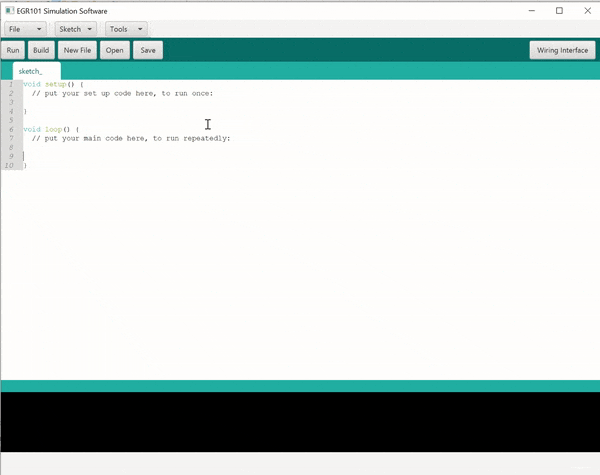 EGR101 Simulation Software
File Sketch Tools
Run Build New File Open Save Wiring Interface
sketch_
1 void setup() {
2 // put your set up code here, to run once:
3
4 }
5
6 void loop() {
7 // put your main code here, to run repeatedly:
8
9
10 }